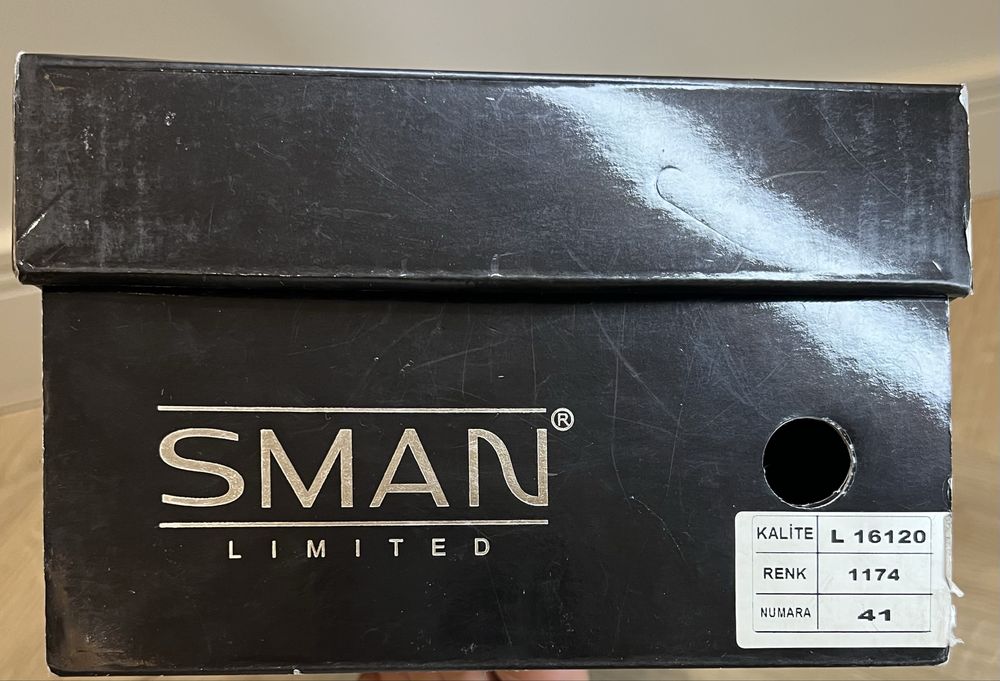 SMAN®
LIMITED
KALİTE L 16120
RENK 1174
NUMARA 41